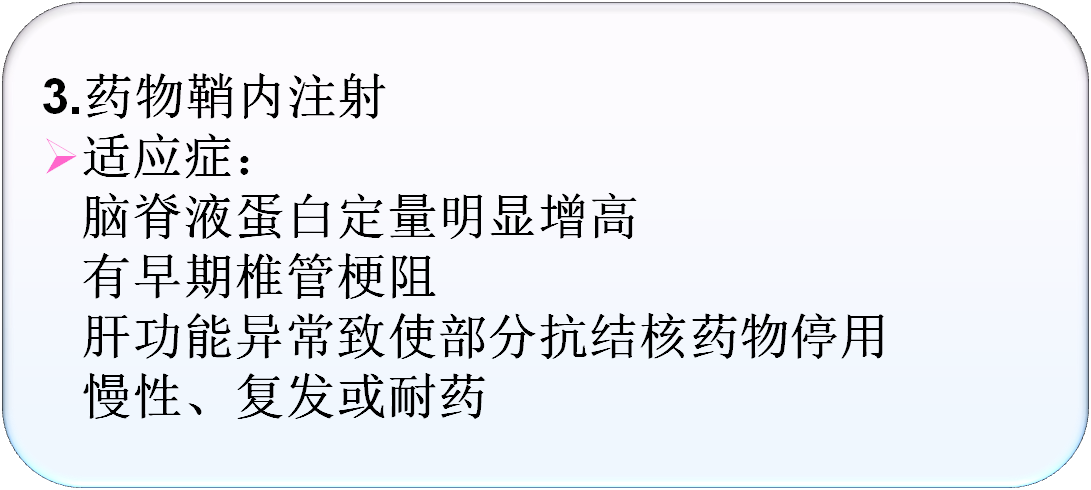 3.药物鞘内注射
适应症：
脑脊液蛋白定量明显增高
有早期椎管梗阻
肝功能异常致使部分抗结核药物停用
慢性、复发或耐药